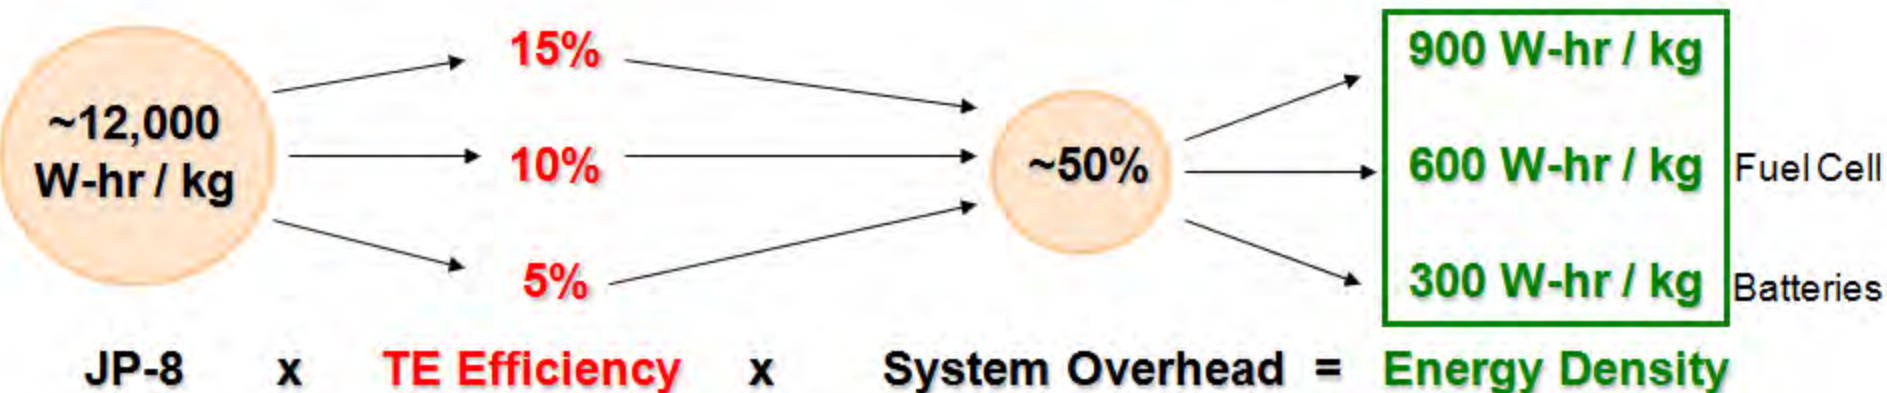 ~12,000
W-hr / kg
15%
10%
5%
~50%
900 W-hr / kg
600 W-hr / kg Fuel Cell
300 W-hr / kg Batteries
JP-8 x TE Efficiency x System Overhead = Energy Density